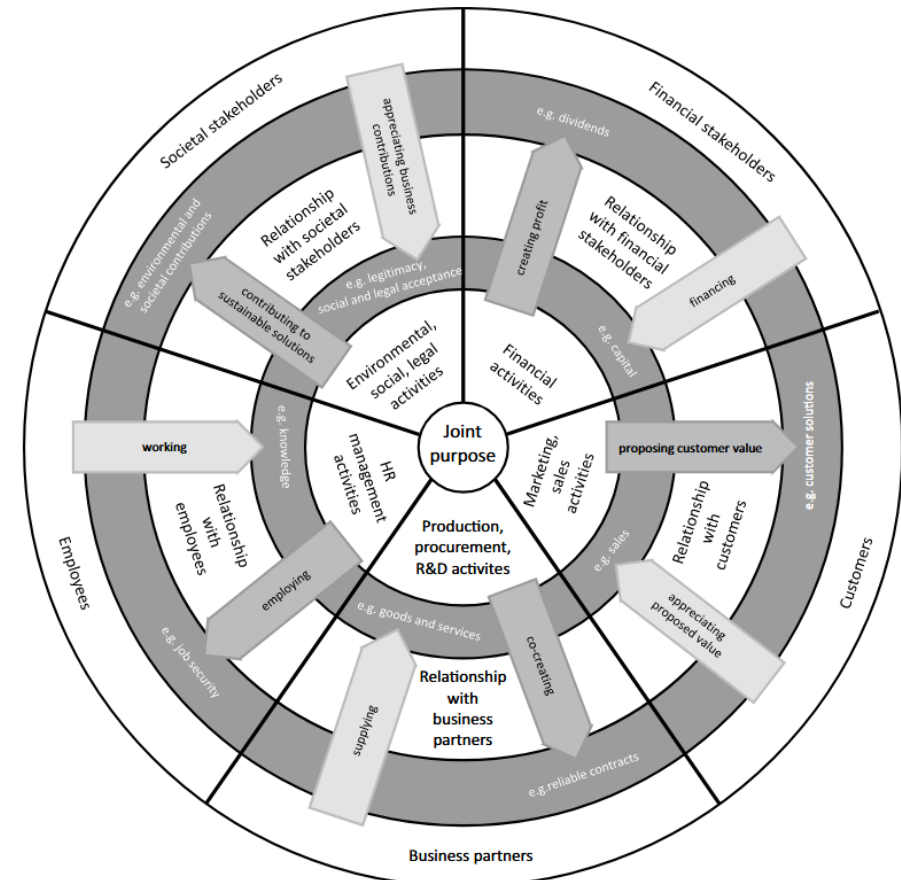 Societal stakeholders
Financial stakeholders
Customers
Business partners
Employees
e.g. environmental and
societal contributions
e.g. dividends
e.g. customer solutions
e.g.reliable contracts
e.g. job security
appreciating business
contributions
Relationship
with societal
stakeholders
contributing to
sustainable solutions
e.g. legitimacy,
social and legal acceptance
Environmental,
social, legal
activities
creating profit
Relationship
with financial
stakeholders
financing
e.g. capital
Financial
activities
Joint
purpose
proposing customer value
Marketing,
sales
activities
Relationship
with
customers
e.g. sales
appreciating
proposed value
Production,
procurement,
R&D activites
e.g. goods and services
co-creating
supplying
Relationship
with
business
partners
working
e.g. knowledge
HR
management
activities
Relationship
with
employees
employing